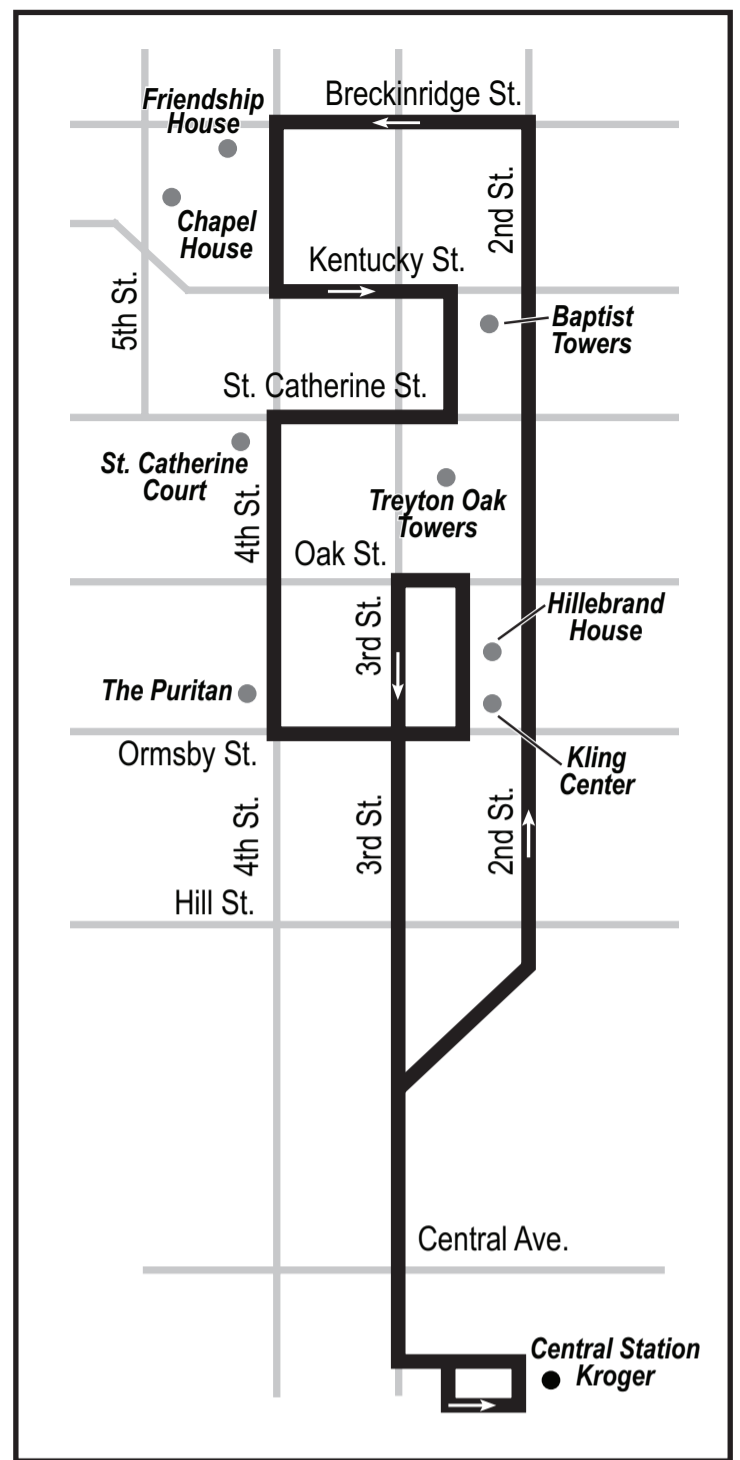 Breckinridge St.
Friendship
House
2nd St.
Chapel
House
Kentucky St.
5th St.
Baptist
Towers
St. Catherine St.
St. Catherine
Court
4th St.
Treyton Oak
Towers
Oak St.
3rd St.
Hillebrand
House
The Puritan
Ormsby St.
Kling
Center
4th St.
3rd St.
2nd St.
Hill St.
Central Ave.
Central Station
Kroger